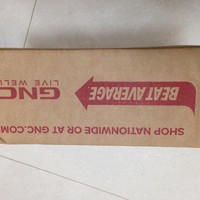 GNC
LIVE WELL
BEAT AVERAGE.
SHOP NATIONWIDE OR AT GNC.COM